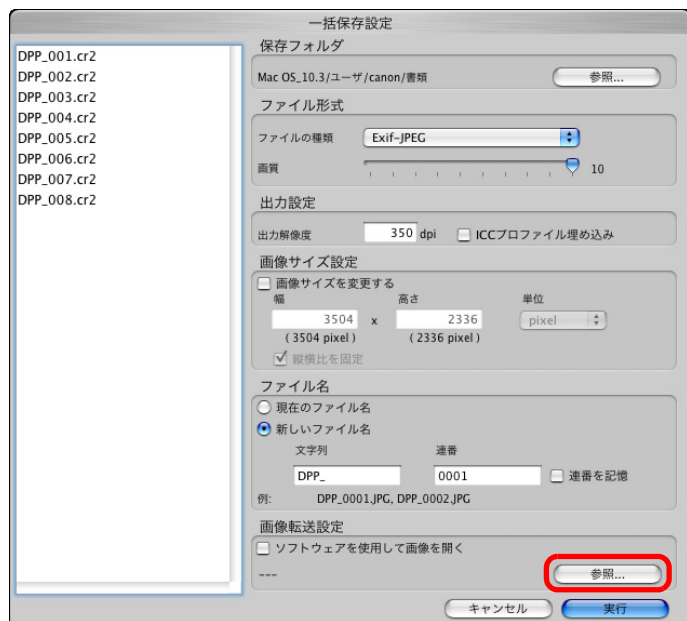 一括保存設定
DPP_001.cr2
DPP_002.cr2
DPP_003.cr2
DPP_004.cr2
DPP_005.cr2
DPP_006.cr2
DPP_007.cr2
DPP_008.cr2
保存フォルダ
Mac OS_10.3/ユーザ/canon/書類 参照...
ファイル形式
ファイルの種類 Exif-JPEG
画質 10
出力設定
出力解像度 350 dpi ICCプロファイル埋め込み
画像サイズ設定
画像サイズを変更する
幅 高さ 単位
3504 x 2336 pixel
(3504 pixel) (2336 pixel)
縦横比を固定
ファイル名
現在のファイル名
新しいファイル名
文字列 連番
DPP_ 0001 連番を記憶
例: DPP_0001.JPG, DPP_0002.JPG
画像転送設定
ソフトウェアを使用して画像を開く
--- 参照...
キャンセル 実行